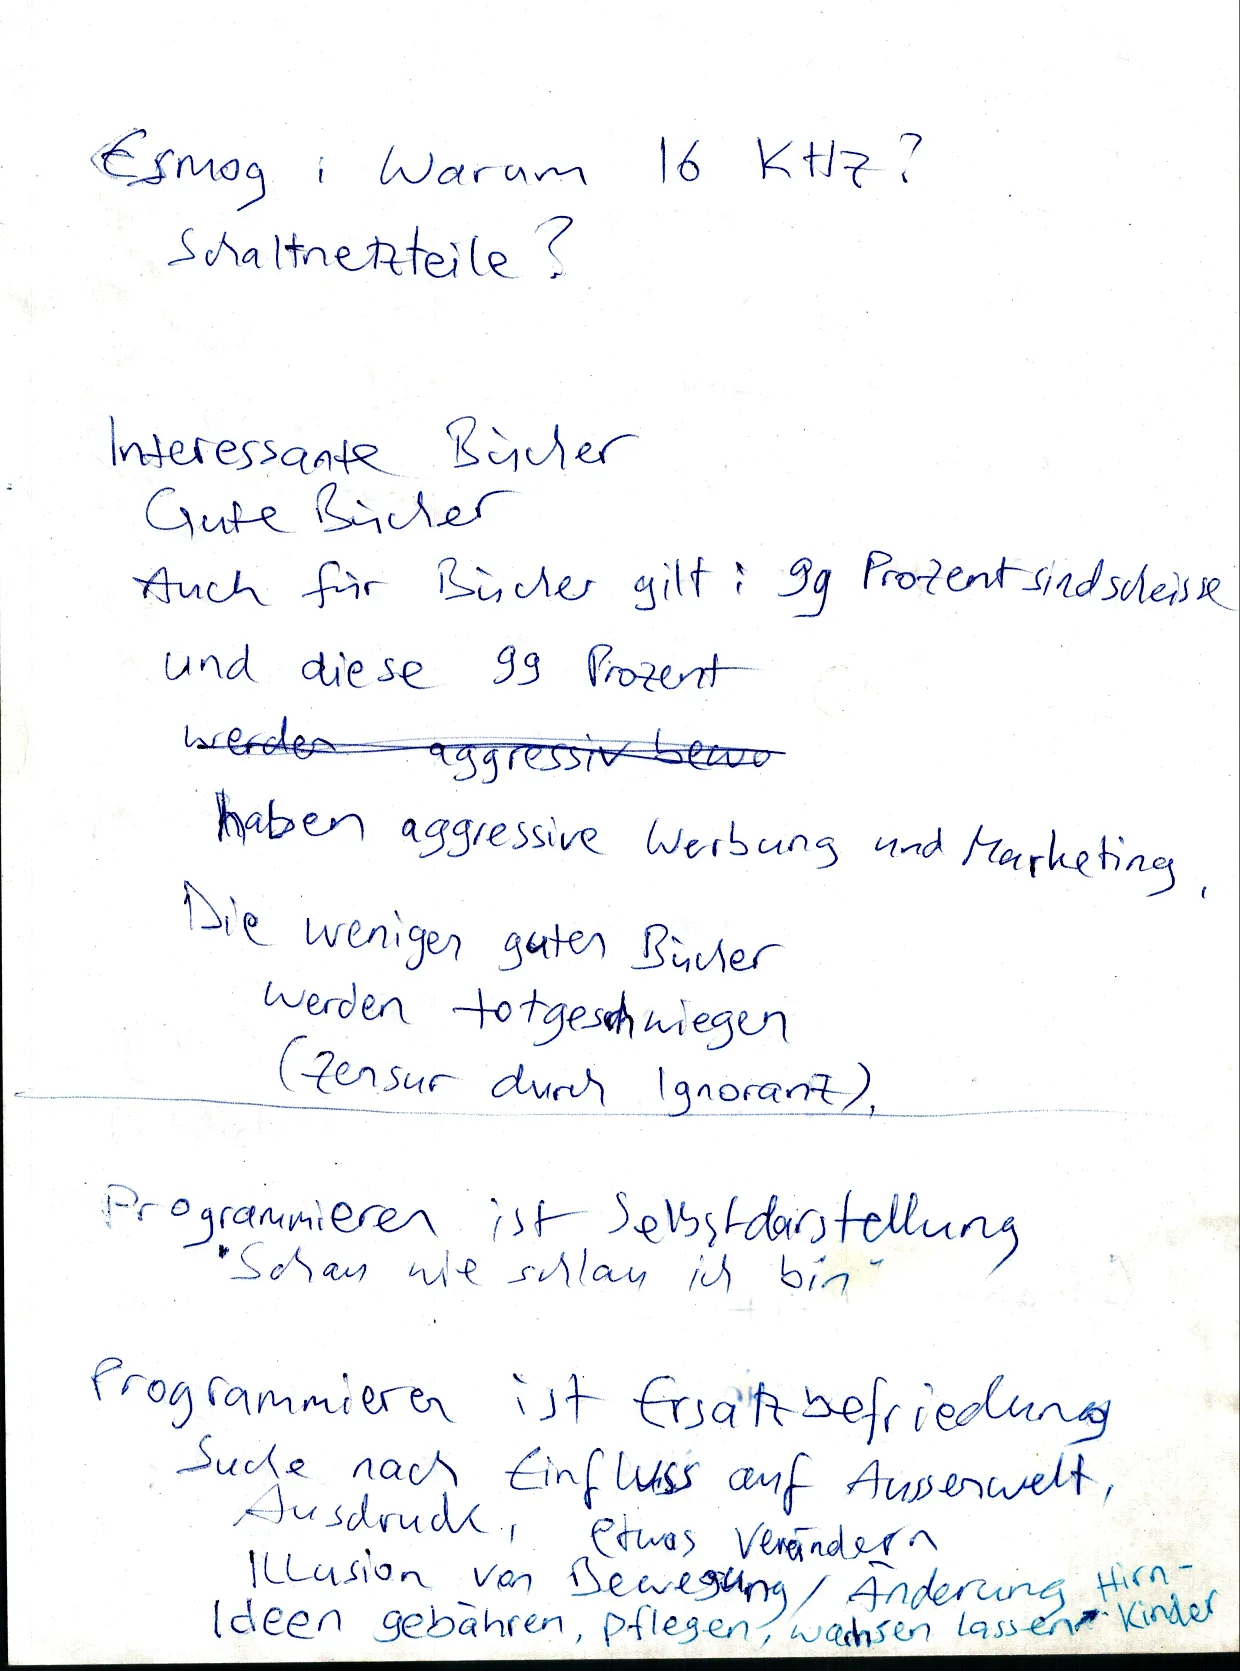 Esmog : Warum 16 KHz?
Schaltnetzteile?
Interessante Bücher
Gute Bücher
Auch für Bücher gilt : 99 Prozent sind scheisse
und diese 99 Prozent
werden aggressiv bewo
haben aggressive Werbung und Marketing.
Die wenigen guten Bücher
werden totgeschwiegen
(Zensur durch Ignoranz).
Programmieren ist Selbstdarstellung
"Schau wie schlau ich bin"
Programmieren ist Ersatzbefriedung
Suche nach Einfluss auf Aussenwelt,
Ausdruck, etwas verändern
Illusion von Bewegung / Änderung Hirn-
Ideen gebähren, pflegen, wachsen lassen Kinder